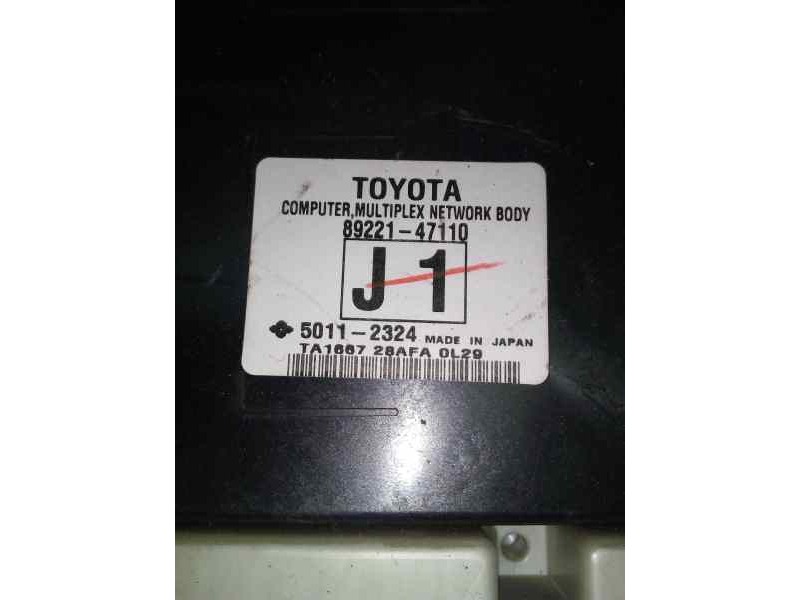 TOYOTA
COMPUTER,MULTIPLEX NETWORK BODY
89221-47110
J 1
5011-2324 MADE IN JAPAN
TA1667 28AFA 0L29